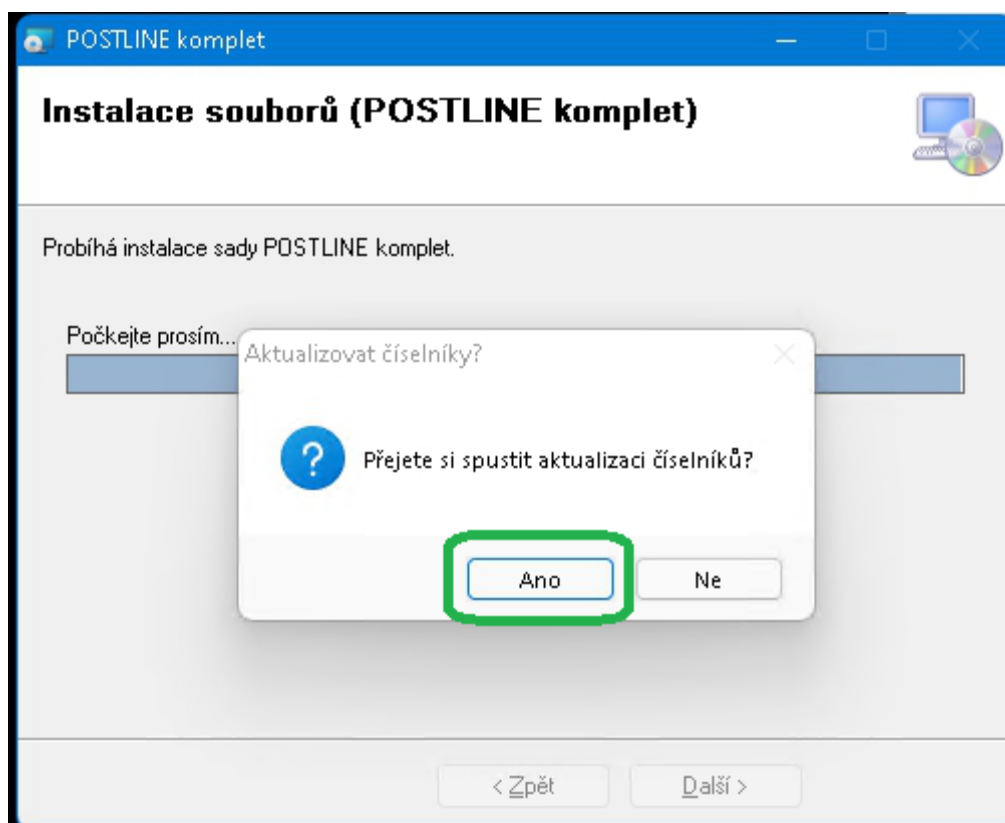 POSTLINE komplet
Instalace souborů (POSTLINE komplet)
Probíhá instalace sady POSTLINE komplet.
Počkejte prosím...
Aktualizovat číselníky?
?
Přejete si spustit aktualizaci číselníků?
Ano
Ne
< Zpět
Další >